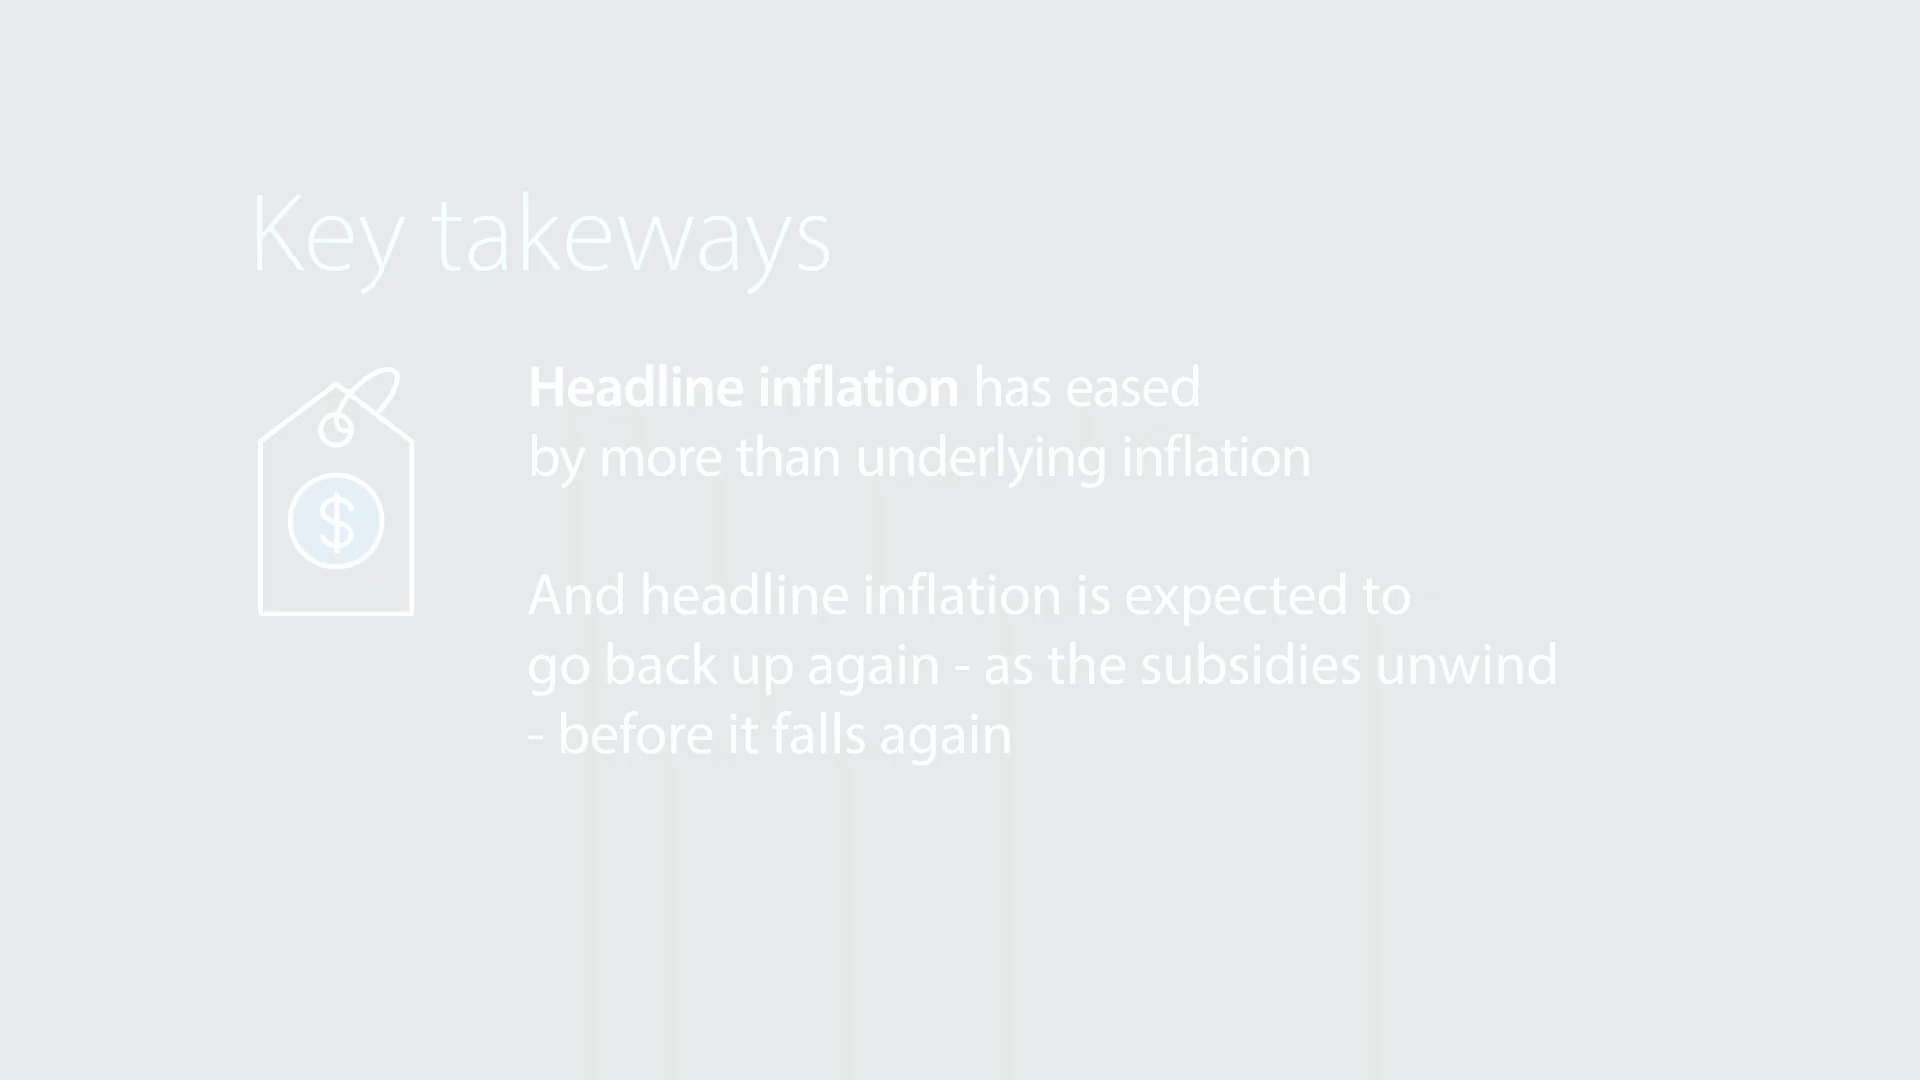 Key takeways
Headline inflation has eased
by more than underlying inflation
$
And headline inflation is expected to
go back up again - as the subsidies unwind
- before it falls again